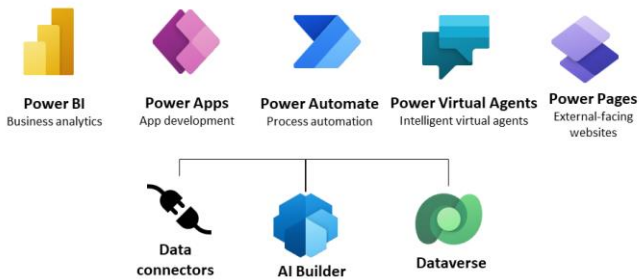 Power BI
Business analytics
Power Apps
App development
Power Automate
Process automation
Power Virtual Agents
Intelligent virtual agents
Power Pages
External-facing
websites
Data
connectors
AI Builder
Dataverse